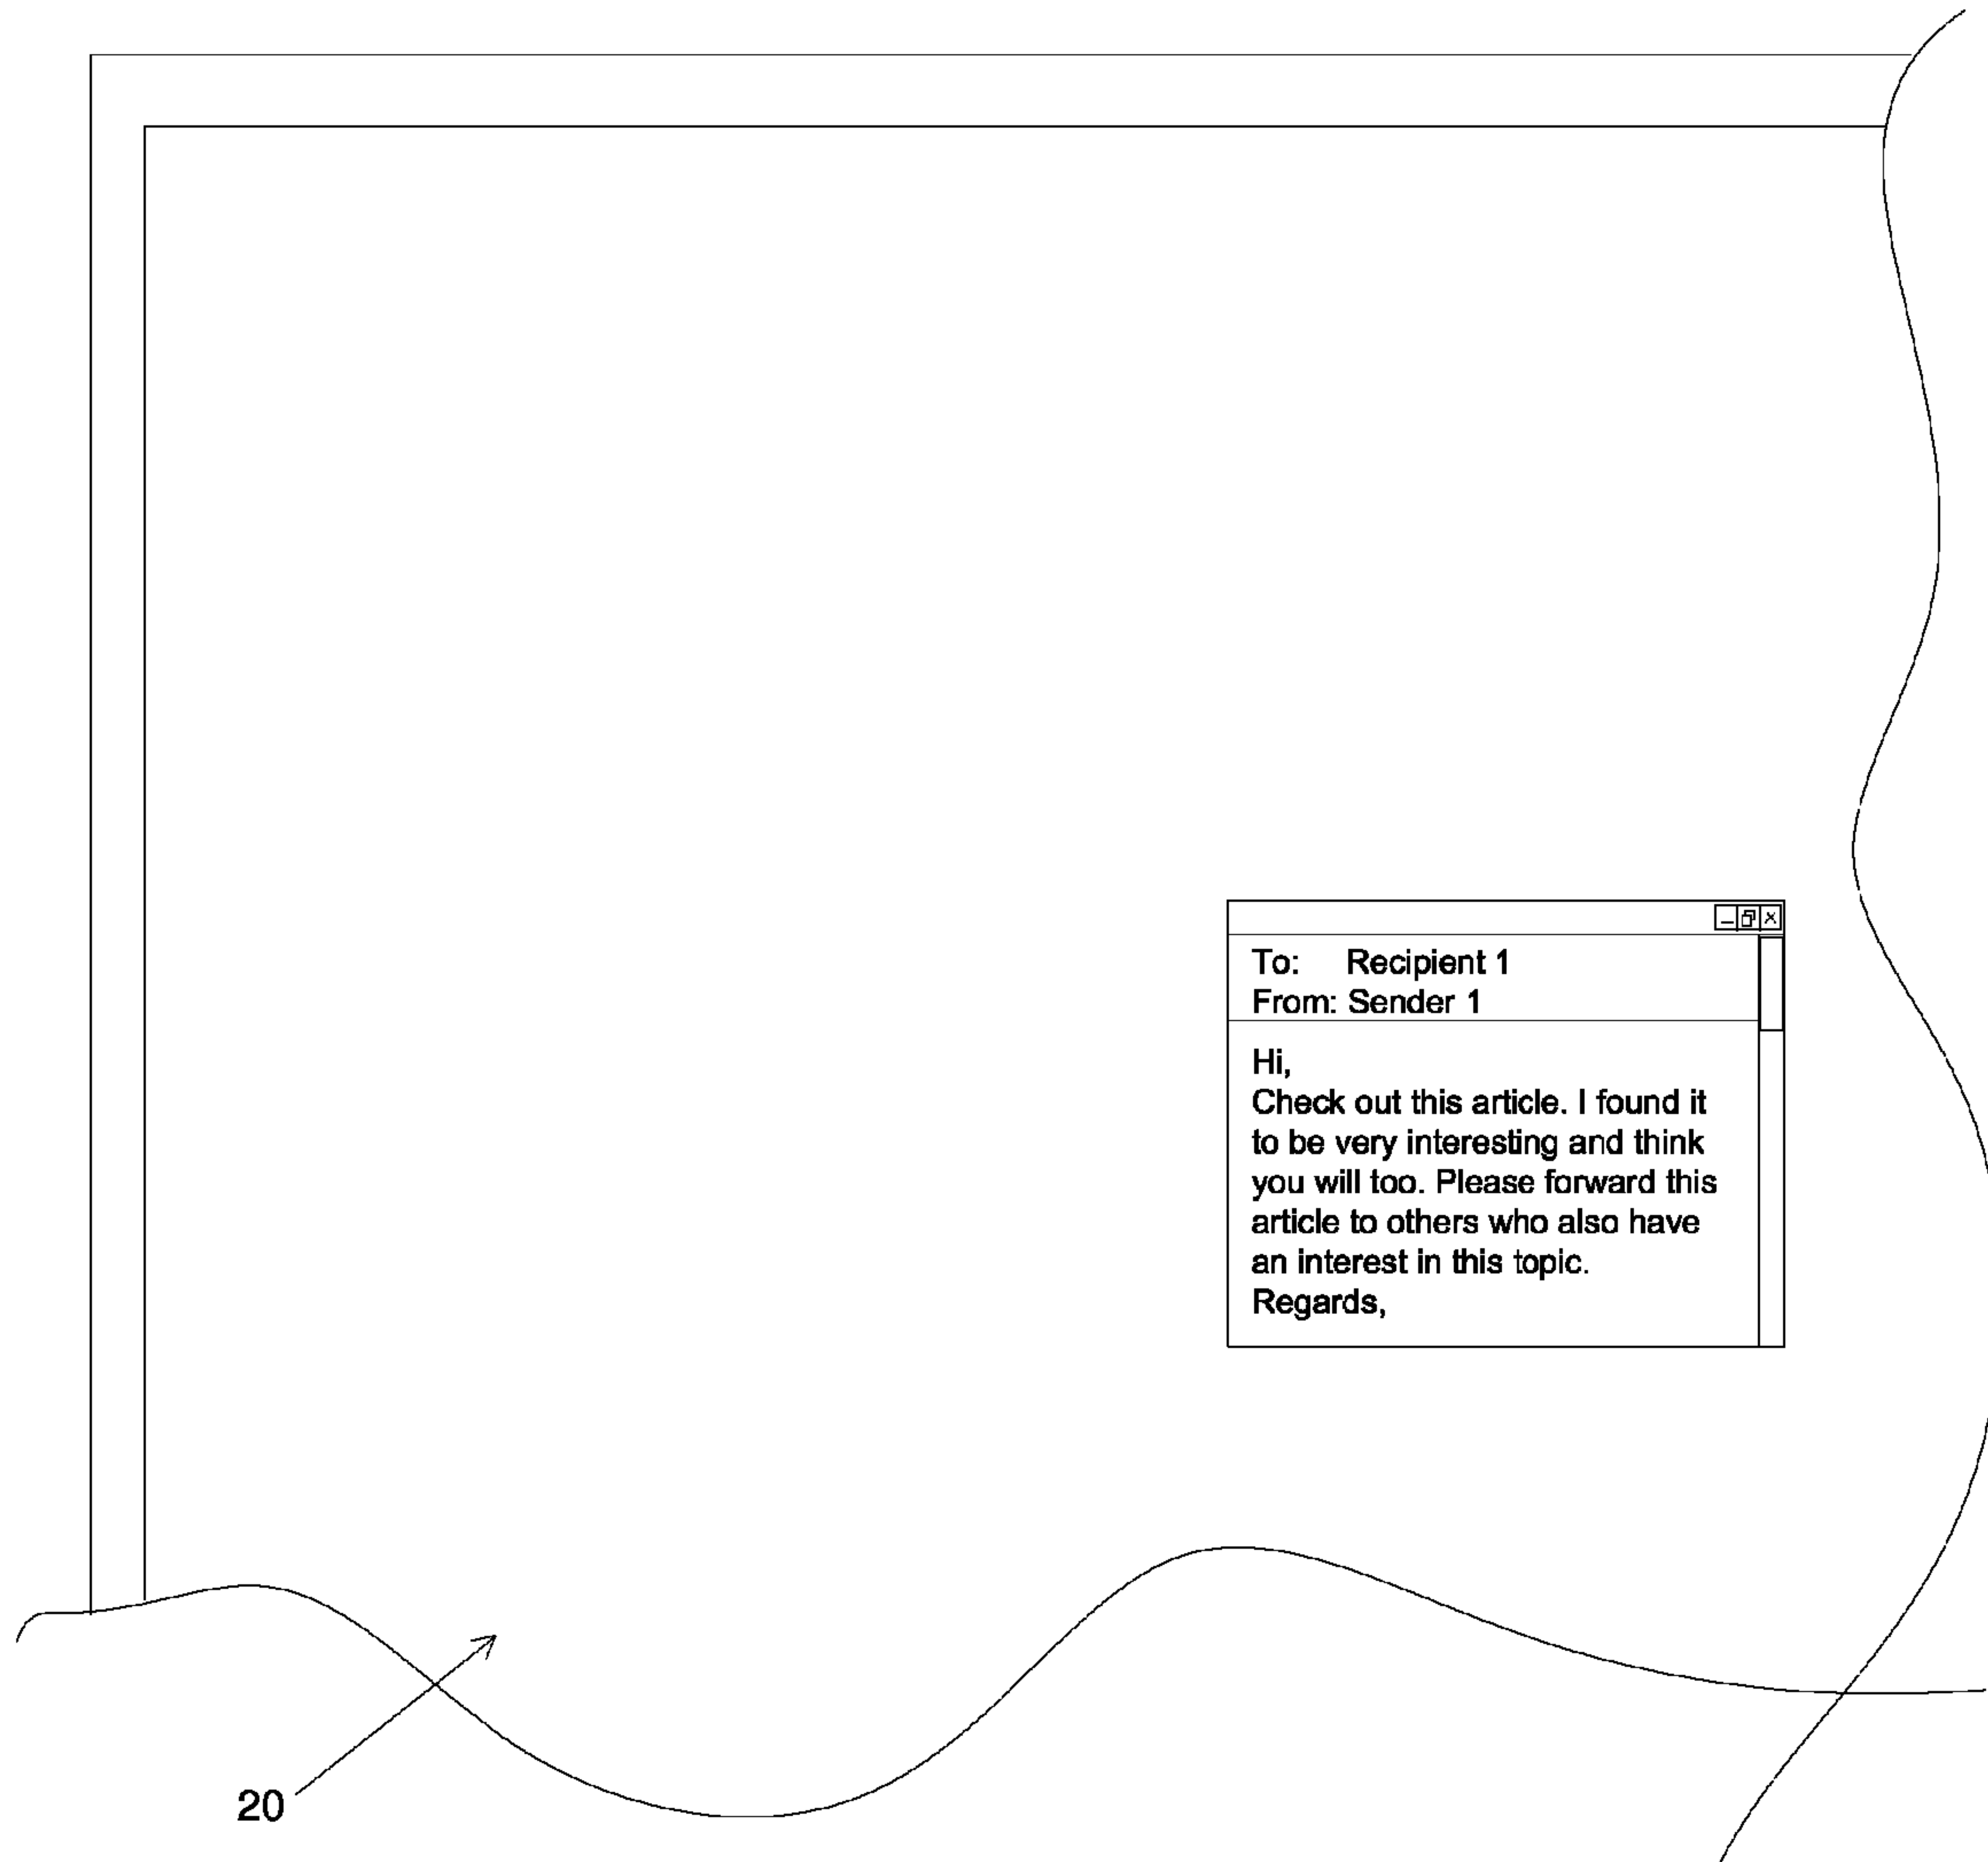 To: Recipient 1
From: Sender 1
Hi,
Check out this article. I found it
to be very interesting and think
you will too. Please forward this
article to others who also have
an interest in this topic.
Regards,
20